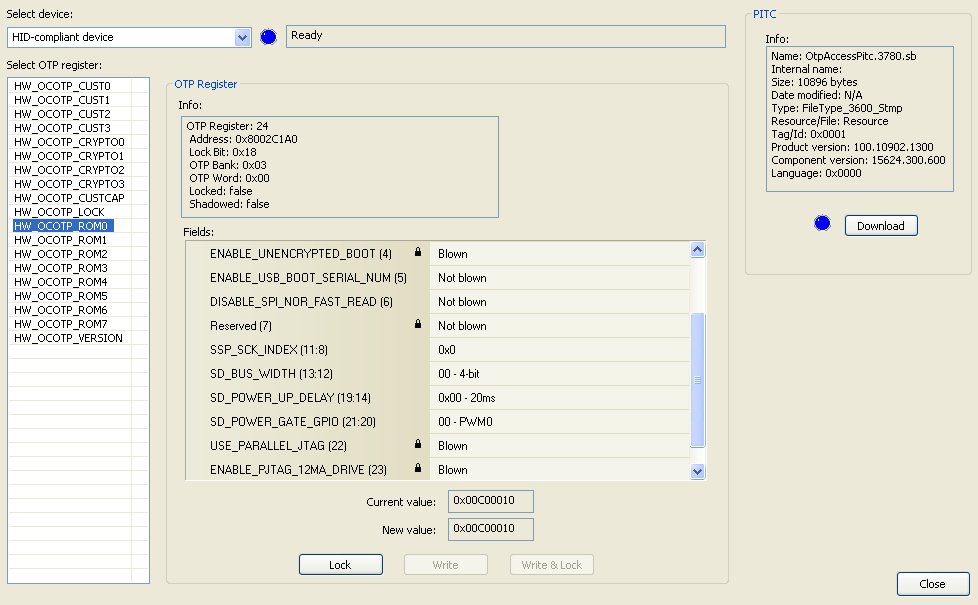 Select device:
HID-compliant device
Ready
Select OTP register:
HW_OCOTP_CUST0
HW_OCOTP_CUST1
HW_OCOTP_CUST2
HW_OCOTP_CUST3
HW_OCOTP_CRYPTO0
HW_OCOTP_CRYPTO1
HW_OCOTP_CRYPTO2
HW_OCOTP_CRYPTO3
HW_OCOTP_CUSTCAP
HW_OCOTP_LOCK
HW_OCOTP_ROM0
HW_OCOTP_ROM1
HW_OCOTP_ROM2
HW_OCOTP_ROM3
HW_OCOTP_ROM4
HW_OCOTP_ROM5
HW_OCOTP_ROM6
HW_OCOTP_ROM7
HW_OCOTP_VERSION
OTP Register
Info:
OTP Register: 24
Address: 0x8002C1A0
Lock Bit: 0x18
OTP Bank: 0x03
OTP Word: 0x00
Locked: false
Shadowed: false
Fields:
ENABLE_UNENCRYPTED_BOOT (4) Blown
ENABLE_USB_BOOT_SERIAL_NUM (5) Not blown
DISABLE_SPI_NOR_FAST_READ (6) Not blown
Reserved (7) Not blown
SSP_SCK_INDEX (11:8) 0x0
SD_BUS_WIDTH (13:12) 00 - 4-bit
SD_POWER_UP_DELAY (19:14) 0x00 - 20ms
SD_POWER_GATE_GPIO (21:20) 00 - PWM0
USE_PARALLEL_JTAG (22) Blown
ENABLE_PJTAG_12MA_DRIVE (23) Blown
Current value: 0x00C00010
New value: 0x00C00010
Lock Write Write & Lock
PITC
Info:
Name: OtpAccessPitc.3780.sb
Internal name:
Size: 10896 bytes
Date modified: N/A
Type: FileType_3600_Stmp
Resource/File: Resource
Tag/Id: 0x0001
Product version: 100.10902.1300
Component version: 15624.300.600
Language: 0x0000
Download
Close